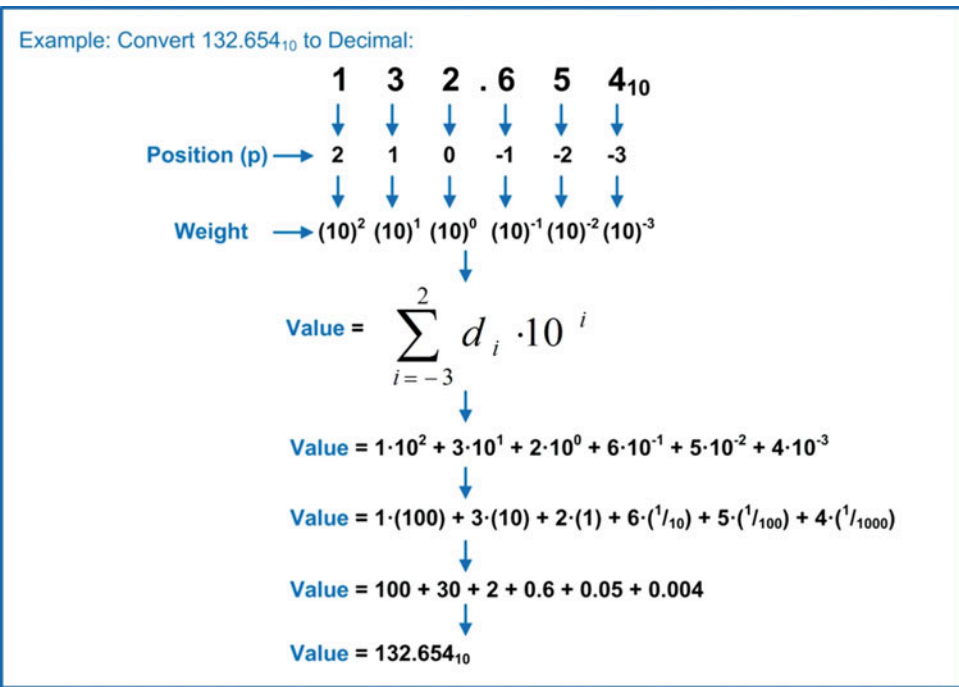 Example: Convert 132.654₁₀ to Decimal:
1 3 2 . 6 5 4₁₀
Position (p) 2 1 0 -1 -2 -3
Weight (10)² (10)¹ (10)⁰ (10)⁻¹ (10)⁻² (10)⁻³
2
Value = ∑ d ᵢ ·10 ⁱ
i = − 3
Value = 1·10² + 3·10¹ + 2·10⁰ + 6·10⁻¹ + 5·10⁻² + 4·10⁻³
Value = 1·(100) + 3·(10) + 2·(1) + 6·(¹/₁₀) + 5·(¹/₁₀₀) + 4·(¹/₁₀₀₀)
Value = 100 + 30 + 2 + 0.6 + 0.05 + 0.004
Value = 132.654₁₀